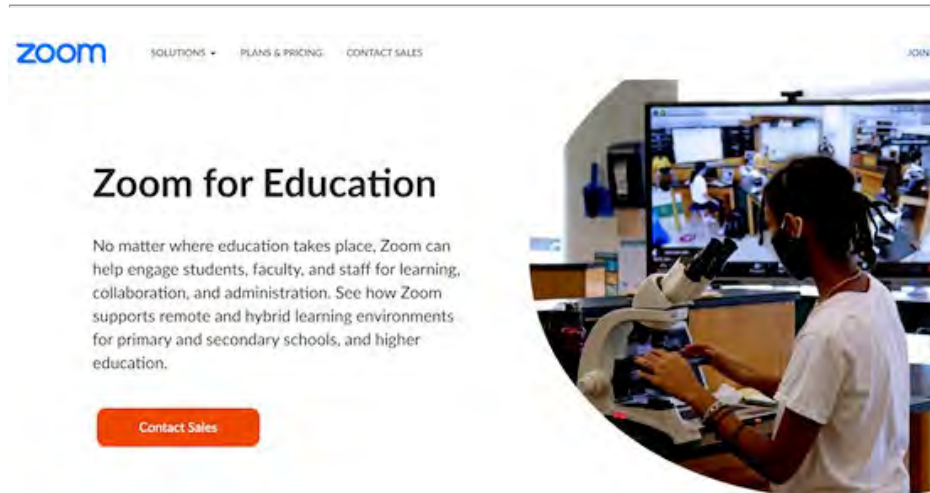 zoom
SOLUTIONS
PLANS & PRICING
CONTACT SALES
JOIN
Zoom for Education
No matter where education takes place, Zoom can
help engage students, faculty, and staff for learning,
collaboration, and administration. See how Zoom
supports remote and hybrid learning environments
for primary and secondary schools, and higher
education.
Contact Sales